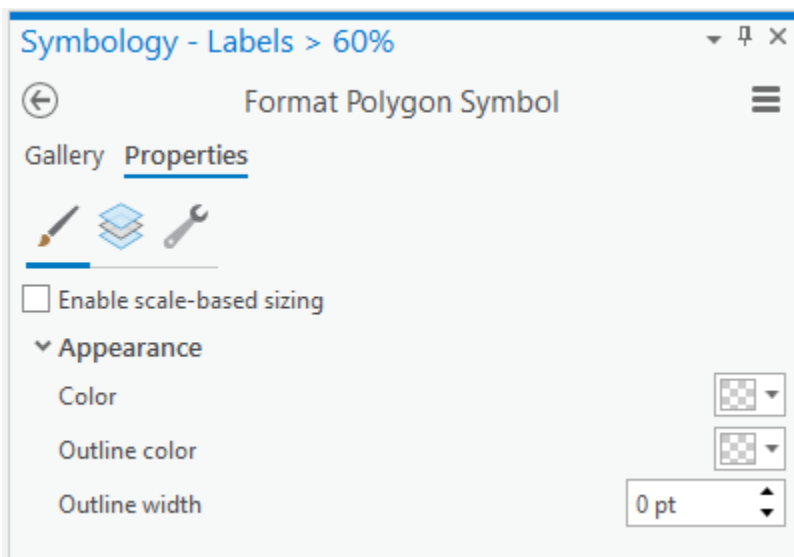 Symbology - Labels > 60%
Format Polygon Symbol
Gallery Properties
Enable scale-based sizing
Appearance
Color
Outline color
Outline width 0 pt